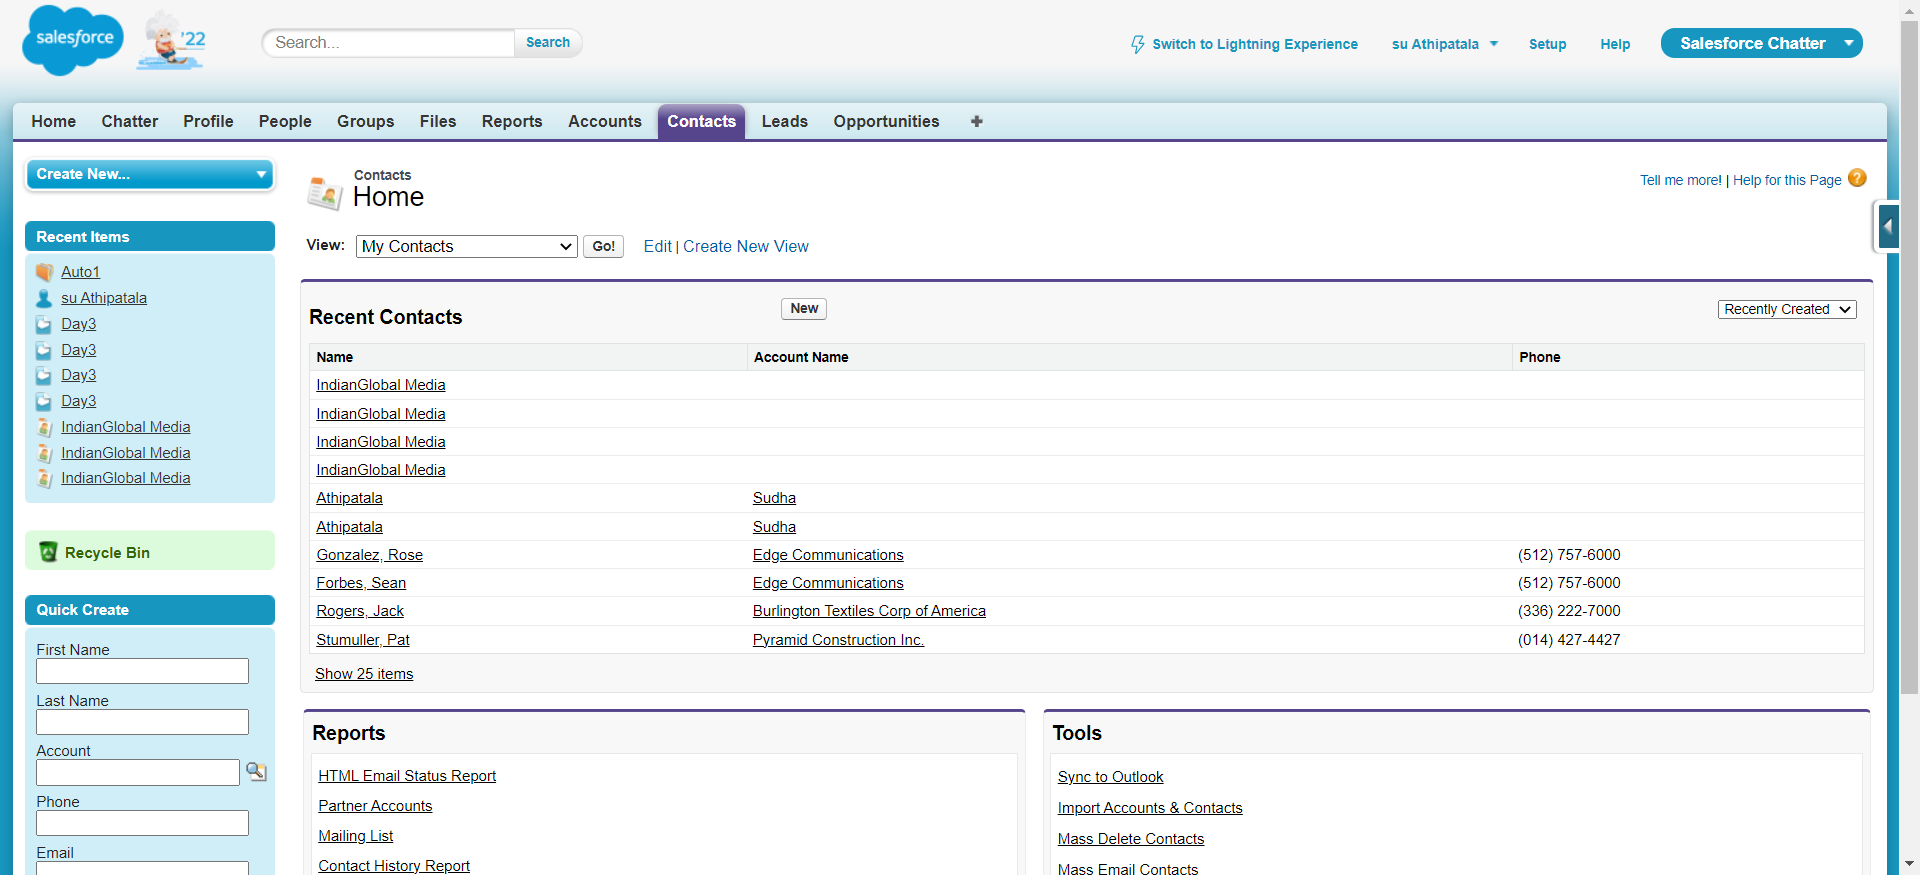 salesforce
'22
Search...
Search
Switch to Lightning Experience
su Athipatala
Setup
Help
Salesforce Chatter
Home
Chatter
Profile
People
Groups
Files
Reports
Accounts
Contacts
Leads
Opportunities
+
Create New...
Recent Items
Auto1
su Athipatala
Day3
Day3
Day3
Day3
IndianGlobal Media
IndianGlobal Media
IndianGlobal Media
Recycle Bin
Quick Create
First Name
Last Name
Account
Phone
Email
Contacts
Home
Tell me more! | Help for this Page ?
View: My Contacts Go! Edit | Create New View
Recent Contacts New Recently Created
Name Account Name Phone
IndianGlobal Media
IndianGlobal Media
IndianGlobal Media
IndianGlobal Media
Athipatala Sudha
Athipatala Sudha
Gonzalez, Rose Edge Communications (512) 757-6000
Forbes, Sean Edge Communications (512) 757-6000
Rogers, Jack Burlington Textiles Corp of America (336) 222-7000
Stumuller, Pat Pyramid Construction Inc. (014) 427-4427
Show 25 items
Reports
HTML Email Status Report
Partner Accounts
Mailing List
Contact History Report
Tools
Sync to Outlook
Import Accounts & Contacts
Mass Delete Contacts
Mass Email Contacts